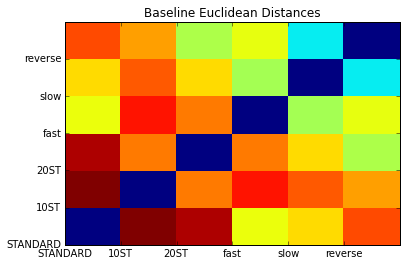 Baseline Euclidean Distances
reverse
slow
fast
20ST
10ST
STANDARD
STANDARD 10ST 20ST fast slow reverse